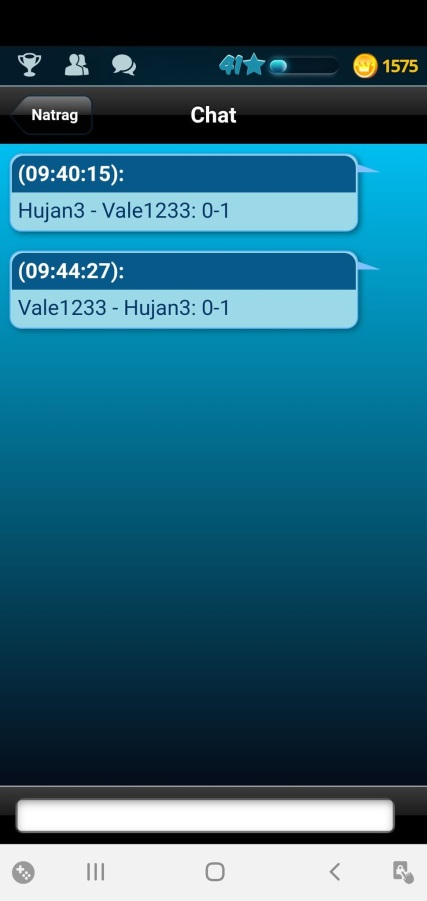 41 1575
Natrag Chat
(09:40:15):
Hujan3 - Vale1233: 0-1
(09:44:27):
Vale1233 - Hujan3: 0-1